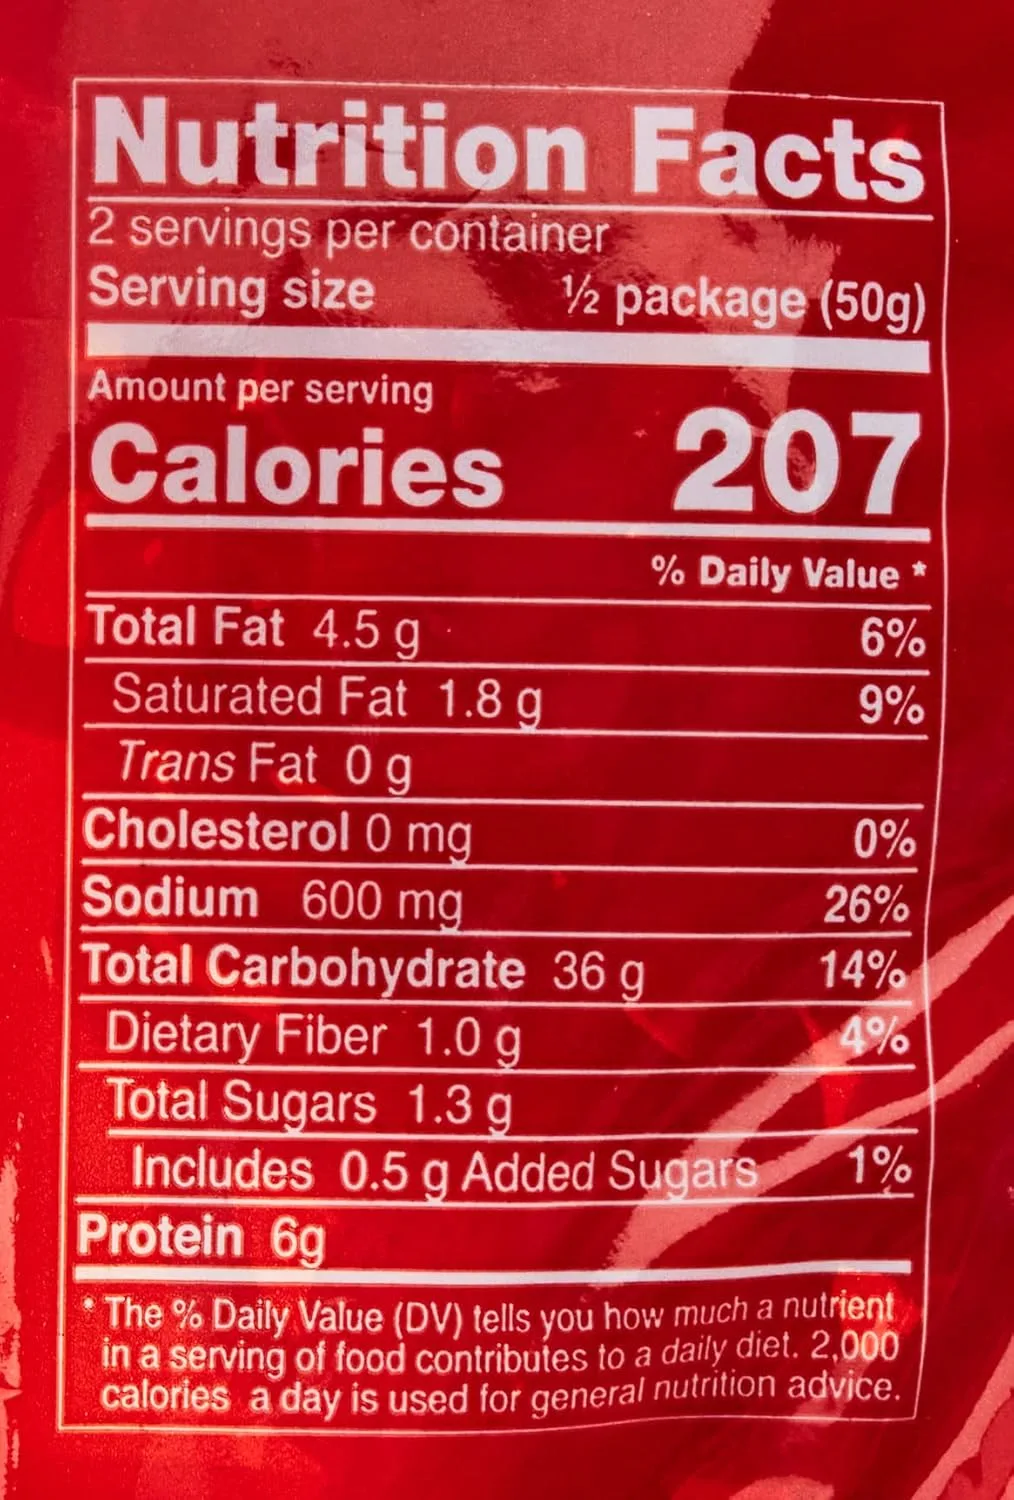 Nutrition Facts
2 servings per container
Serving size ½ package (50g)
Amount per serving
Calories 207
% Daily Value *
Total Fat 4.5 g 6%
Saturated Fat 1.8 g 9%
Trans Fat 0 g
Cholesterol 0 mg 0%
Sodium 600 mg 26%
Total Carbohydrate 36 g 14%
Dietary Fiber 1.0 g 4%
Total Sugars 1.3 g
Includes 0.5 g Added Sugars 1%
Protein 6g
* The % Daily Value (DV) tells you how much a nutrient
in a serving of food contributes to a daily diet. 2,000
calories a day is used for general nutrition advice.